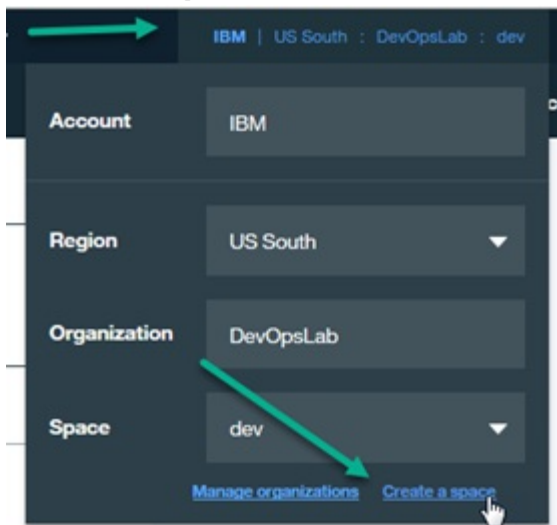 IBM | US South : DevOpsLab : dev
Account IBM
Region US South
Organization DevOpsLab
Space dev
Manage organizations Create a space